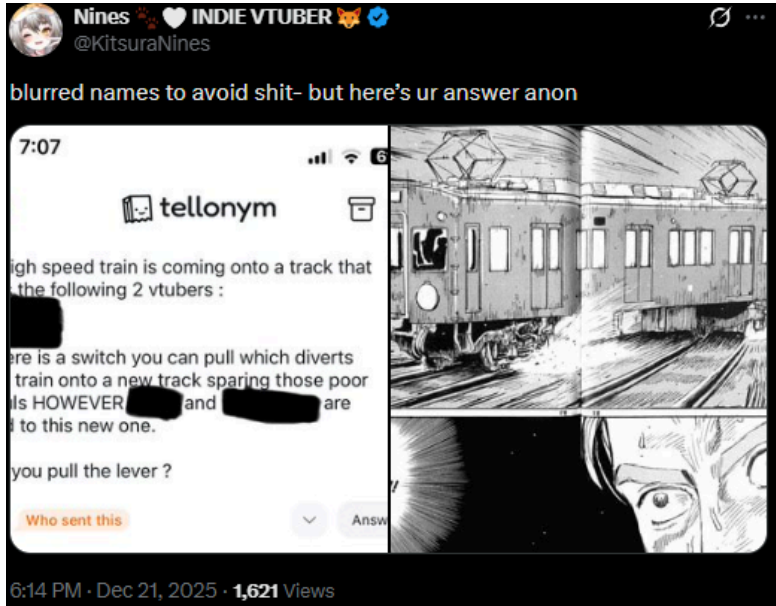 Nines 🐾🤍 INDIE VTUBER 🦊
@KitsuraNines
blurred names to avoid shit- but here’s ur answer anon
7:07
6
tellonym
igh speed train is coming onto a track that
the following 2 vtubers :
ere is a switch you can pull which diverts
train onto a new track sparing those poor
ls HOWEVER and are
to this new one.
you pull the lever ?
Who sent this
Answ
6:14 PM · Dec 21, 2025 · 1,621 Views